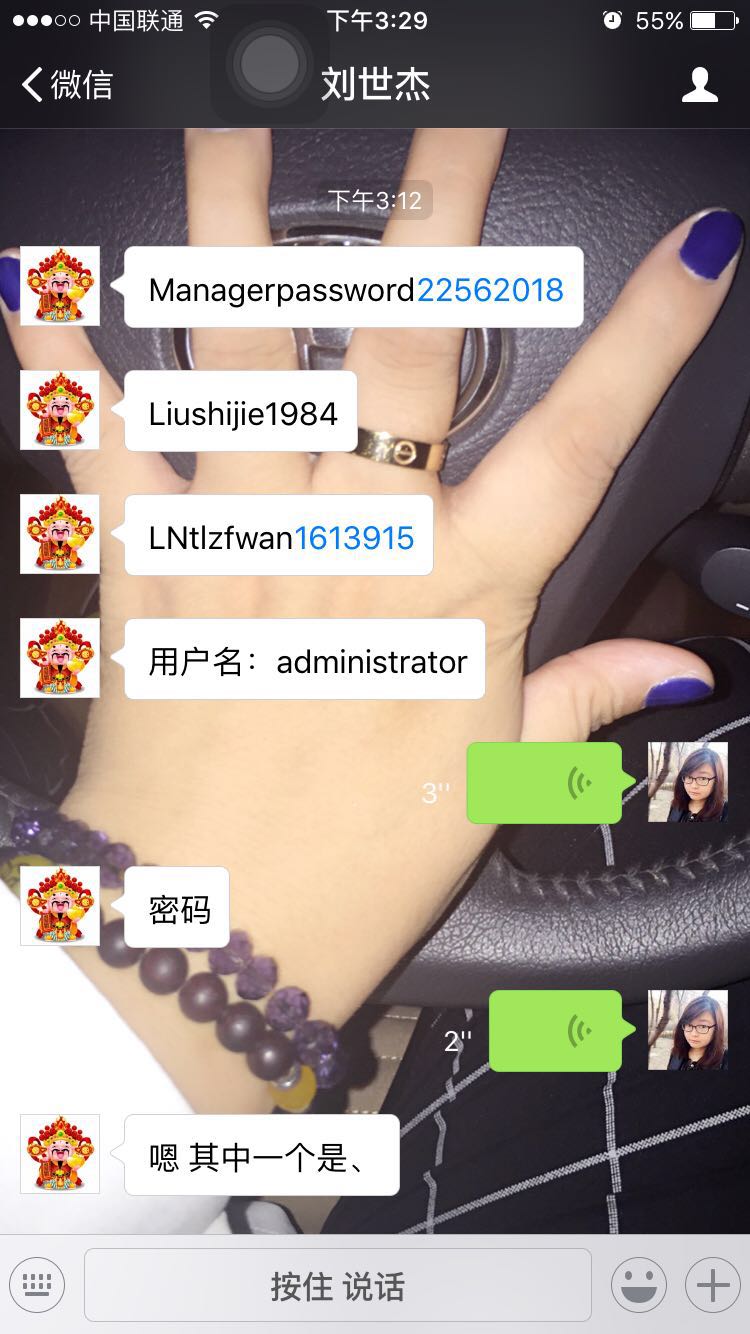 中国联通 下午3:29 55%
微信 刘世杰
下午3:12
Managerpassword22562018
Liushijie1984
LNtlzfwan1613915
用户名：administrator
3''
密码
2''
嗯 其中一个是、
按住 说话